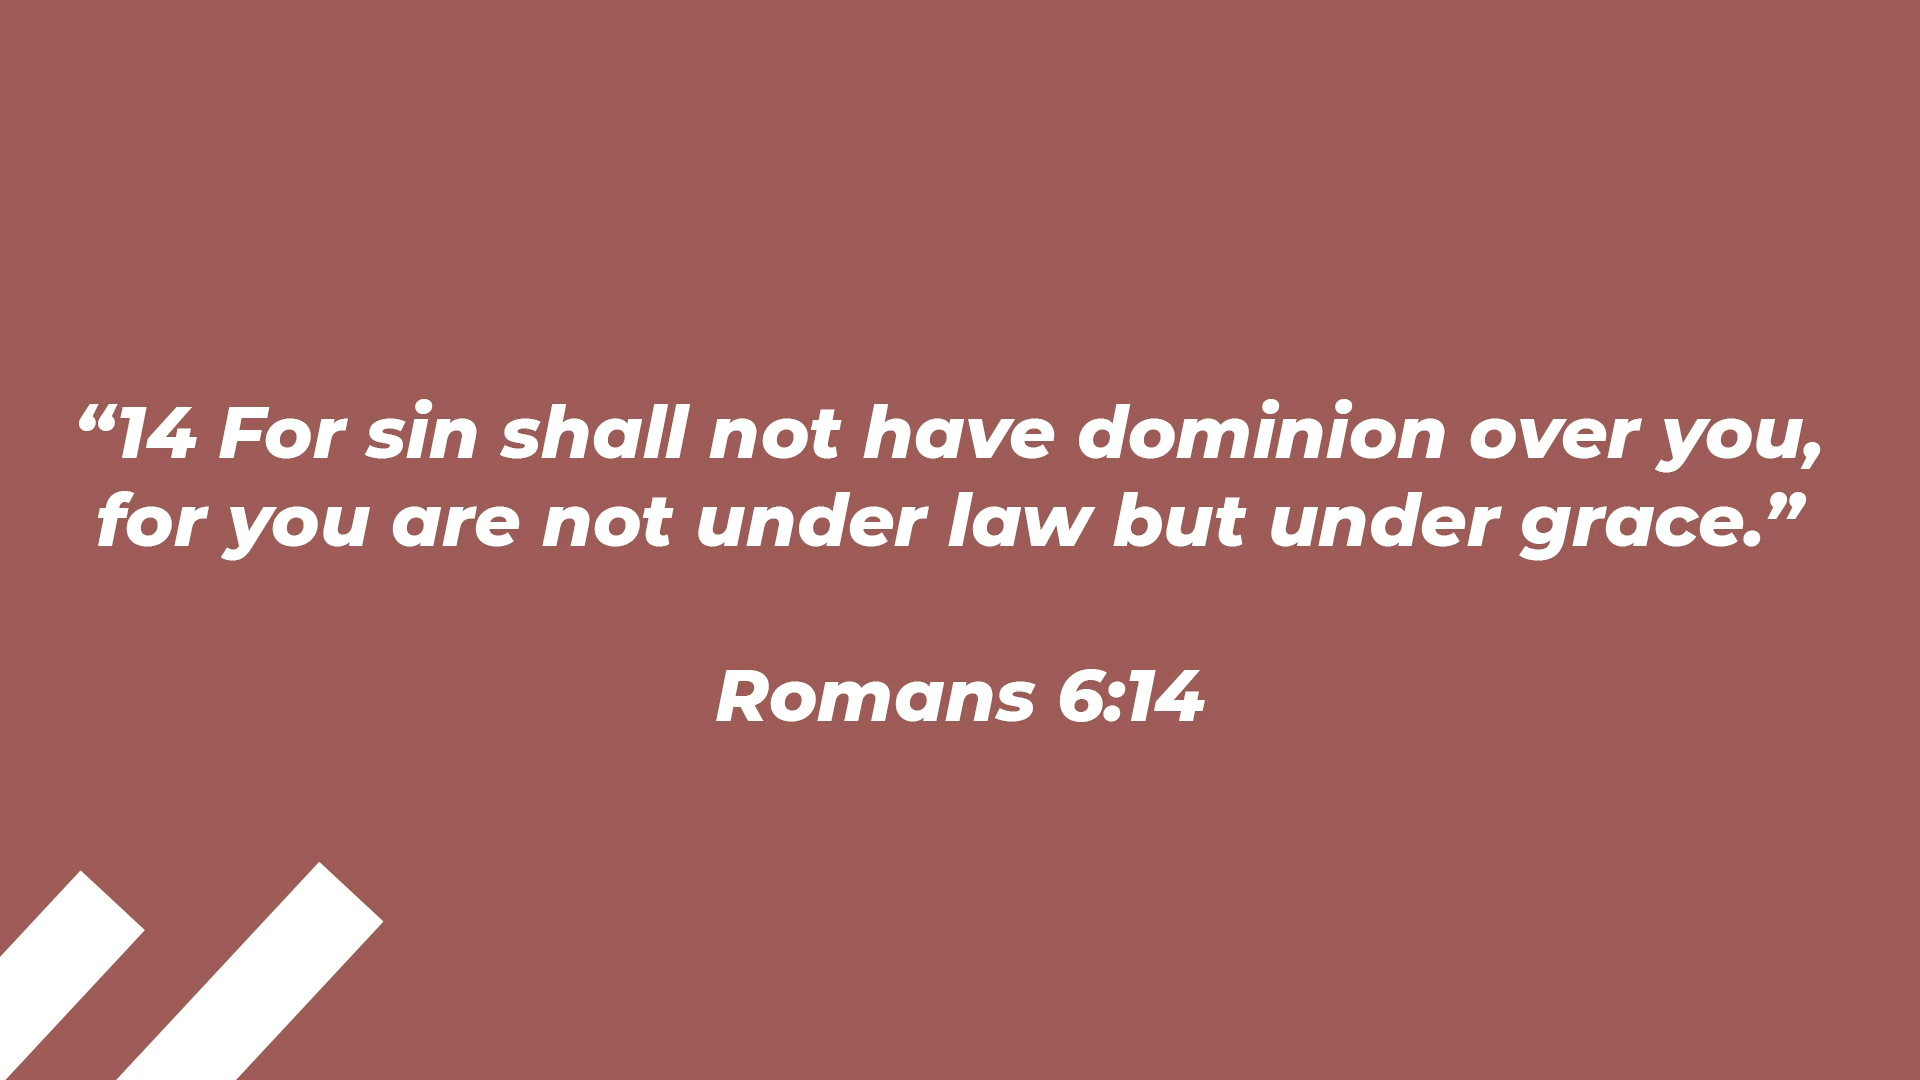 “14 For sin shall not have dominion over you,
for you are not under law but under grace.”
Romans 6:14